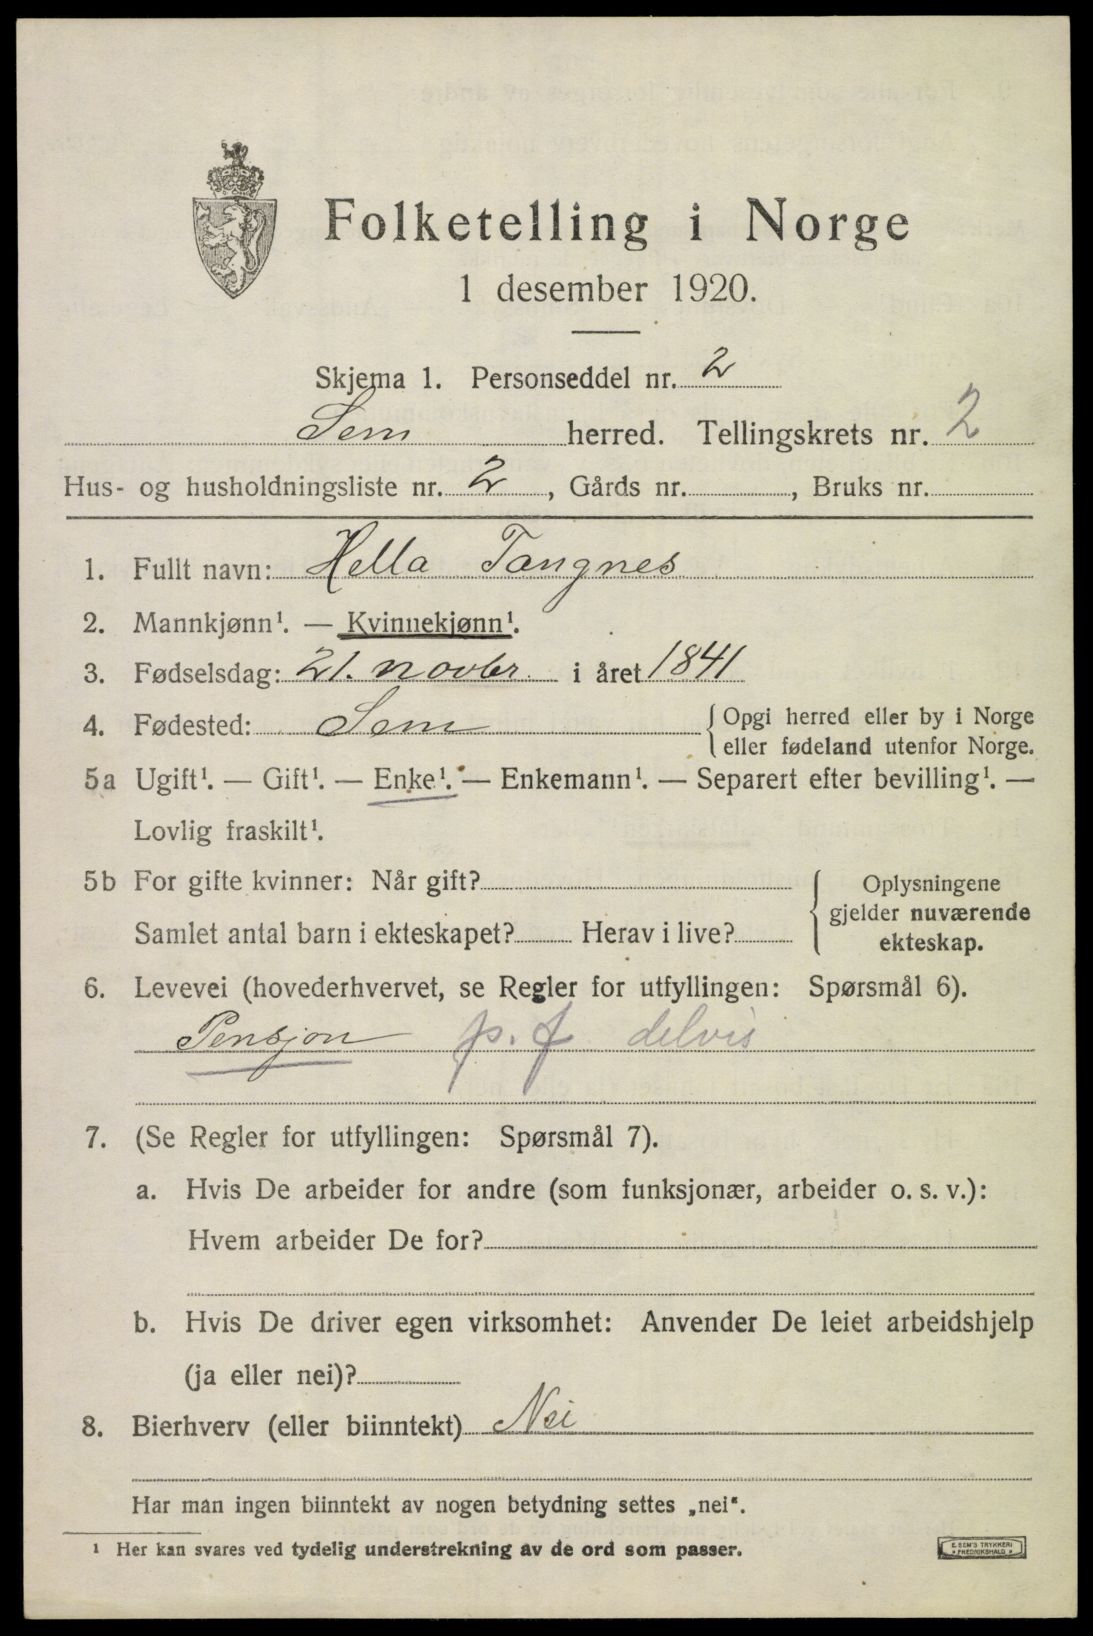 Folketelling i Norge
1 desember 1920.
Skjema 1. Personseddel nr. 2
Sem herred. Tellingskrets nr. 2
Hus- og husholdningsliste nr. 2, Gårds nr. , Bruks nr.
1. Fullt navn: Hella Tangnes
2. Mannkjønn¹. — Kvinnekjønn¹.
3. Fødselsdag: 21. novbr. i året 1841
4. Fødested: Sem { Opgi herred eller by i Norge
eller fødeland utenfor Norge.
5a Ugift¹. — Gift¹. — Enke¹. — Enkemann¹. — Separert efter bevilling¹. —
Lovlig fraskilt¹.
5b For gifte kvinner: Når gift?
Samlet antal barn i ekteskapet? Herav i live?
{ Oplysningene
gjelder nuværende
ekteskap.
6. Levevei (hovederhvervet, se Regler for utfyllingen: Spørsmål 6).
Pensjon p. f delvis
7. (Se Regler for utfyllingen: Spørsmål 7).
a. Hvis De arbeider for andre (som funksjonær, arbeider o. s. v.):
Hvem arbeider De for?
b. Hvis De driver egen virksomhet: Anvender De leiet arbeidshjelp
(ja eller nei)?
8. Bierhverv (eller biinntekt) Nei
Har man ingen biinntekt av nogen betydning settes „nei".
¹ Her kan svares ved tydelig understrekning av de ord som passer.
E. SEM'S TRYKKERI
FREDRIKSHALD